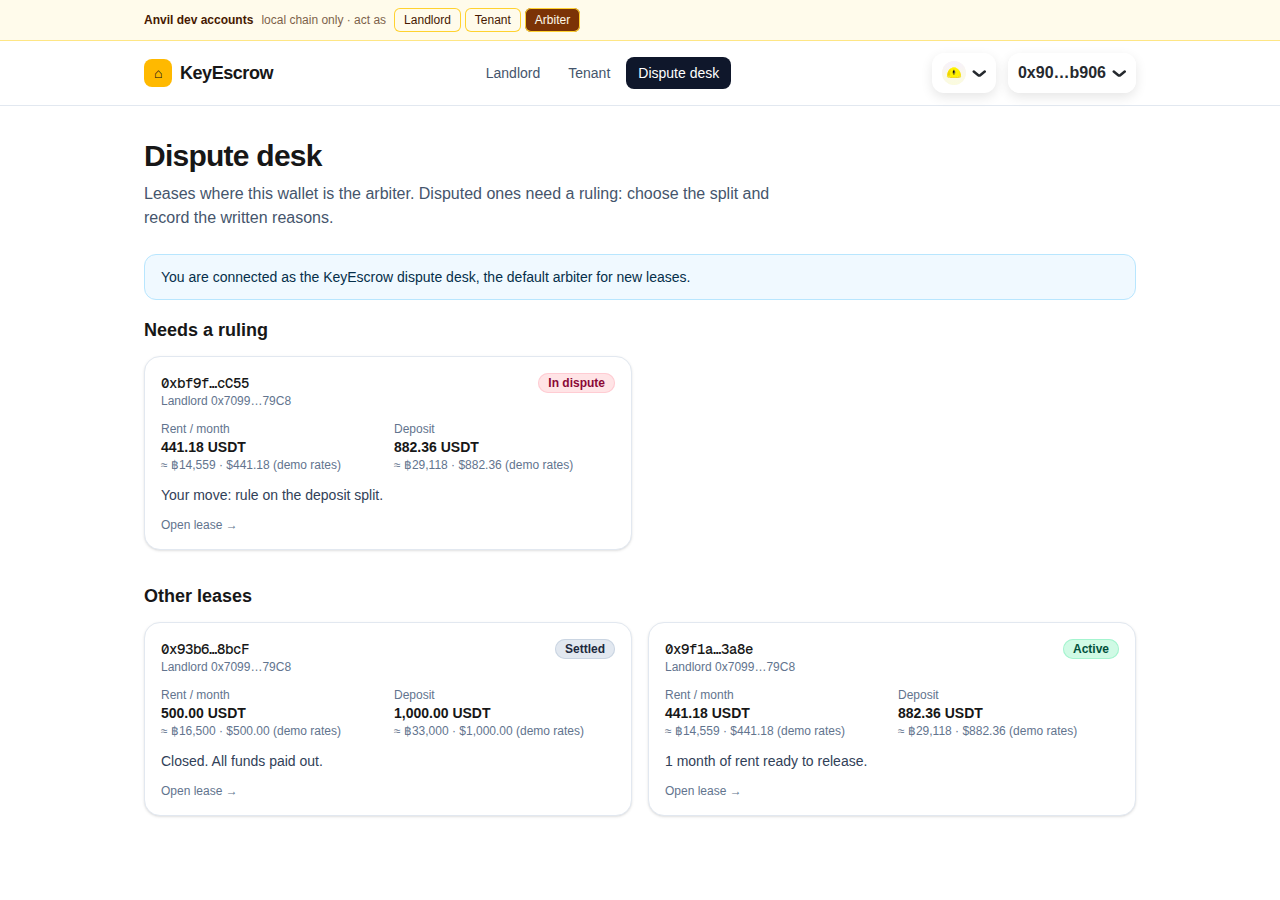 Anvil dev accounts local chain only · act as Landlord Tenant Arbiter
KeyEscrow Landlord Tenant Dispute desk 0x90…b906
Dispute desk
Leases where this wallet is the arbiter. Disputed ones need a ruling: choose the split and
record the written reasons.
You are connected as the KeyEscrow dispute desk, the default arbiter for new leases.
Needs a ruling
0xbf9f…cC55 In dispute
Landlord 0x7099…79C8
Rent / month Deposit
441.18 USDT 882.36 USDT
≈ ฿14,559 · $441.18 (demo rates) ≈ ฿29,118 · $882.36 (demo rates)
Your move: rule on the deposit split.
Open lease →
Other leases
0x93b6…8bcF Settled
Landlord 0x7099…79C8
Rent / month Deposit
500.00 USDT 1,000.00 USDT
≈ ฿16,500 · $500.00 (demo rates) ≈ ฿33,000 · $1,000.00 (demo rates)
Closed. All funds paid out.
Open lease →
0x9f1a…3a8e Active
Landlord 0x7099…79C8
Rent / month Deposit
441.18 USDT 882.36 USDT
≈ ฿14,559 · $441.18 (demo rates) ≈ ฿29,118 · $882.36 (demo rates)
1 month of rent ready to release.
Open lease →